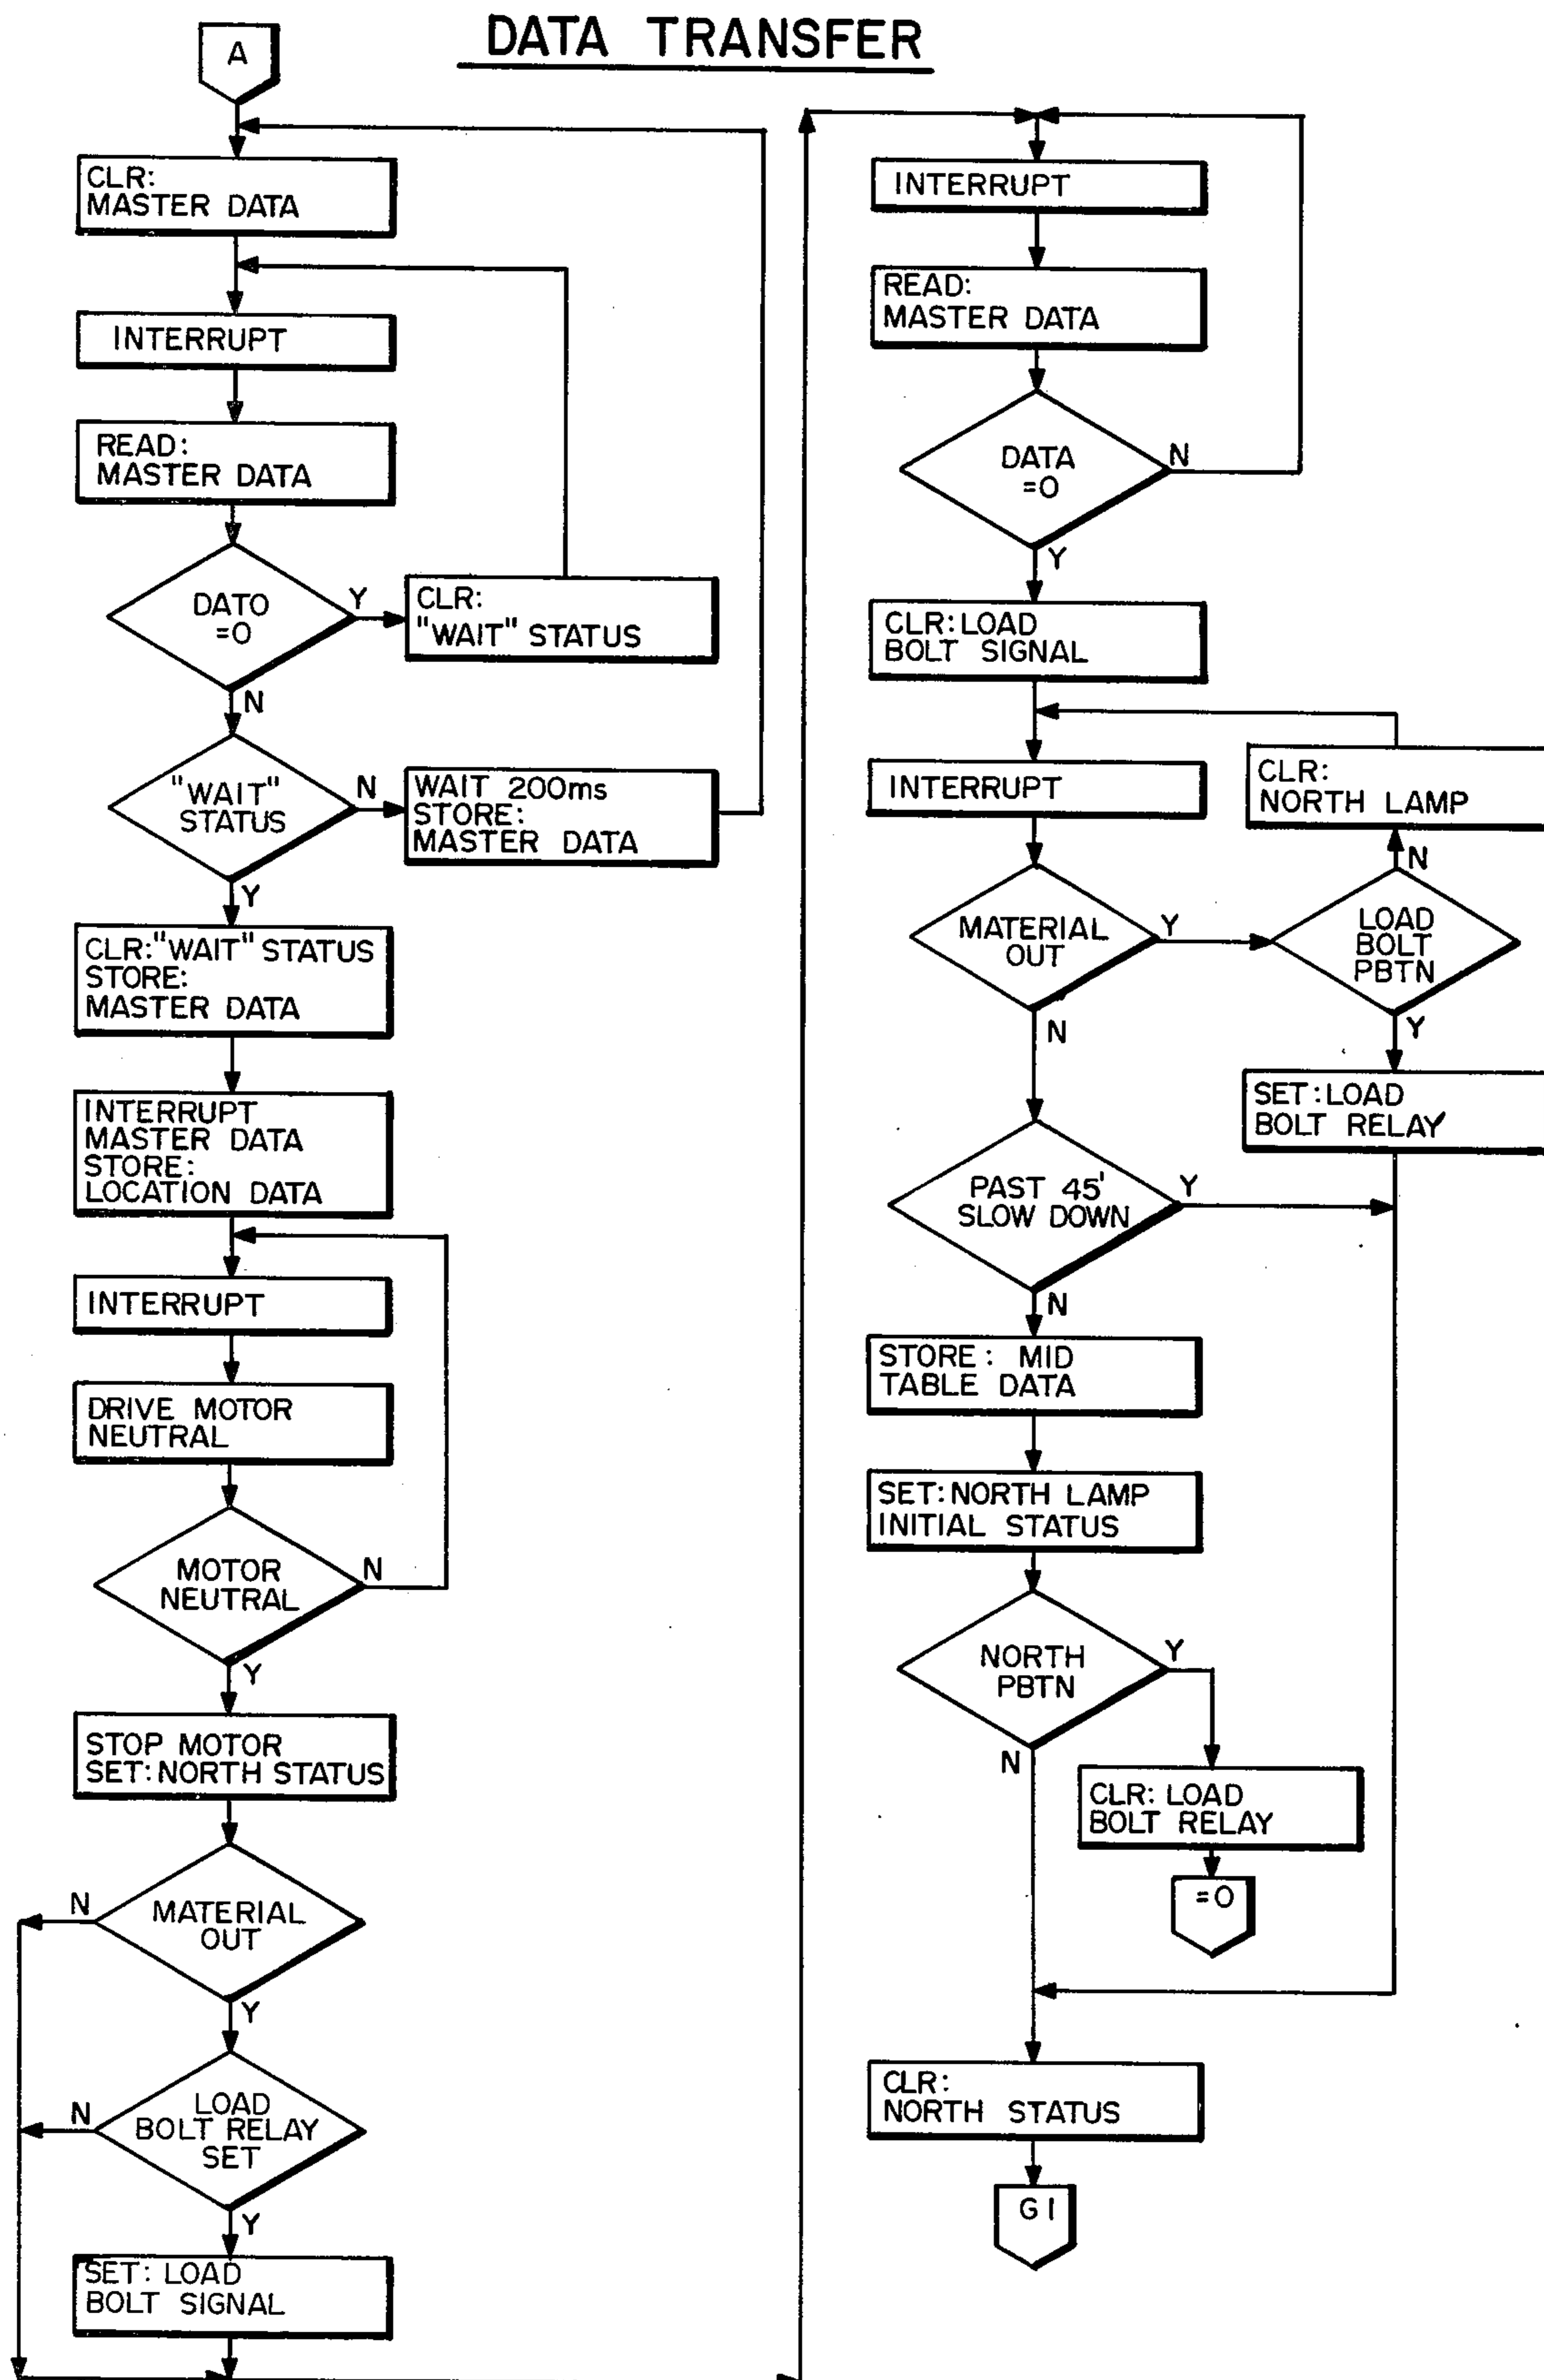 DATA TRANSFER
A
CLR:
MASTER DATA
INTERRUPT
READ:
MASTER DATA
DATO
=0
Y
N
CLR:
"WAIT" STATUS
"WAIT"
STATUS
N
Y
WAIT 200ms
STORE:
MASTER DATA
CLR:"WAIT" STATUS
STORE:
MASTER DATA
INTERRUPT
MASTER DATA
STORE:
LOCATION DATA
INTERRUPT
DRIVE MOTOR
NEUTRAL
MOTOR
NEUTRAL
N
Y
STOP MOTOR
SET:NORTH STATUS
MATERIAL
OUT
N
Y
LOAD
BOLT RELAY
SET
N
Y
SET: LOAD
BOLT SIGNAL
INTERRUPT
READ:
MASTER DATA
DATA
=0
N
Y
CLR:LOAD
BOLT SIGNAL
INTERRUPT
CLR:
NORTH LAMP
MATERIAL
OUT
Y
N
LOAD
BOLT
PBTN
N
Y
SET:LOAD
BOLT RELAY
PAST 45'
SLOW DOWN
Y
N
STORE: MID
TABLE DATA
SET:NORTH LAMP
INITIAL STATUS
NORTH
PBTN
Y
N
CLR: LOAD
BOLT RELAY
=0
CLR:
NORTH STATUS
G I